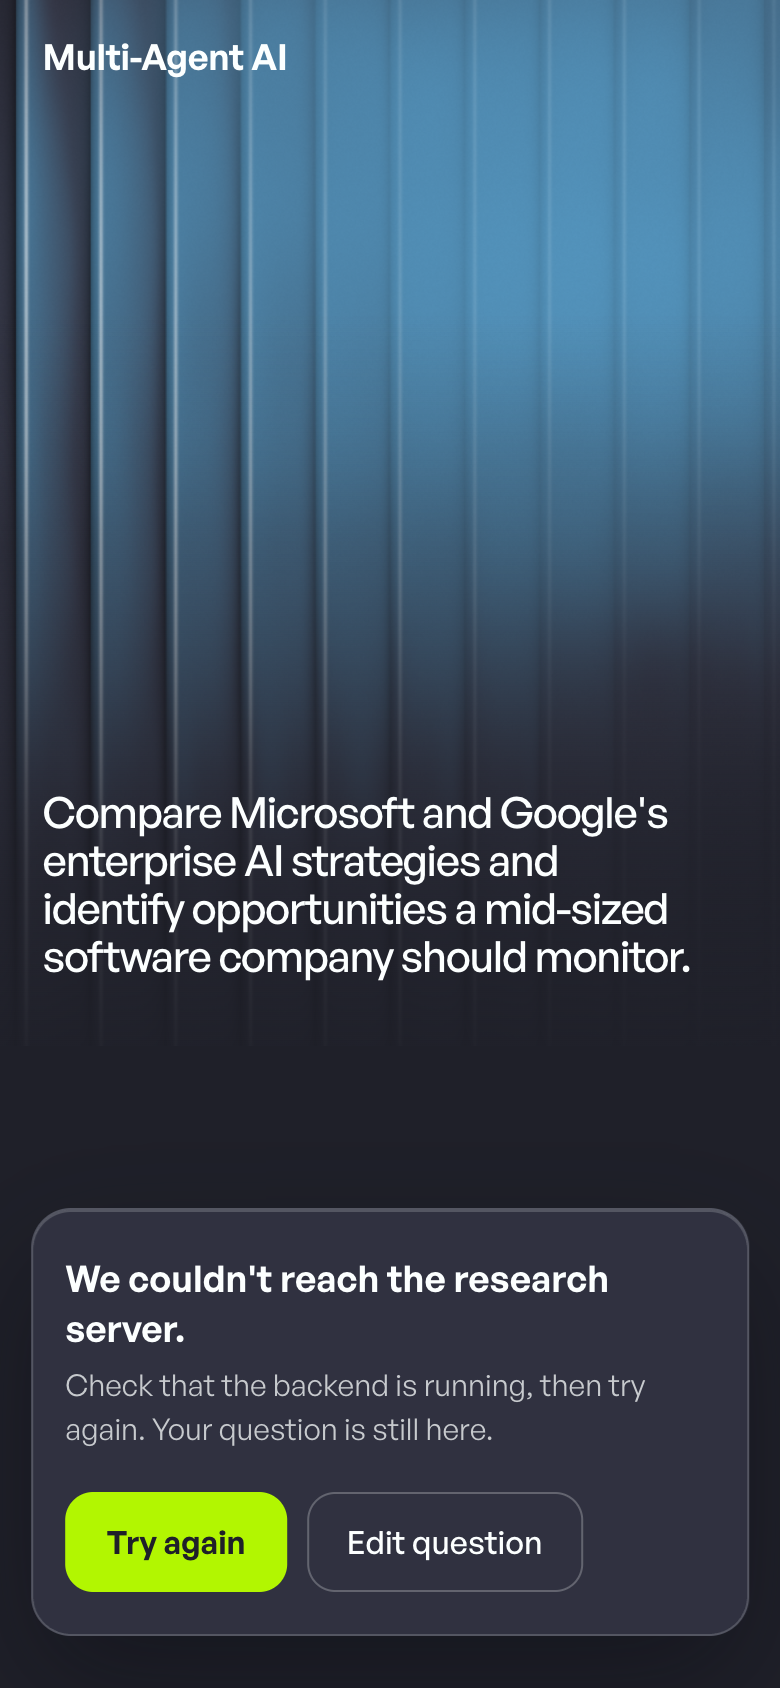 Multi-Agent AI
Compare Microsoft and Google's
enterprise AI strategies and
identify opportunities a mid-sized
software company should monitor.
We couldn't reach the research
server.
Check that the backend is running, then try
again. Your question is still here.
Try again
Edit question